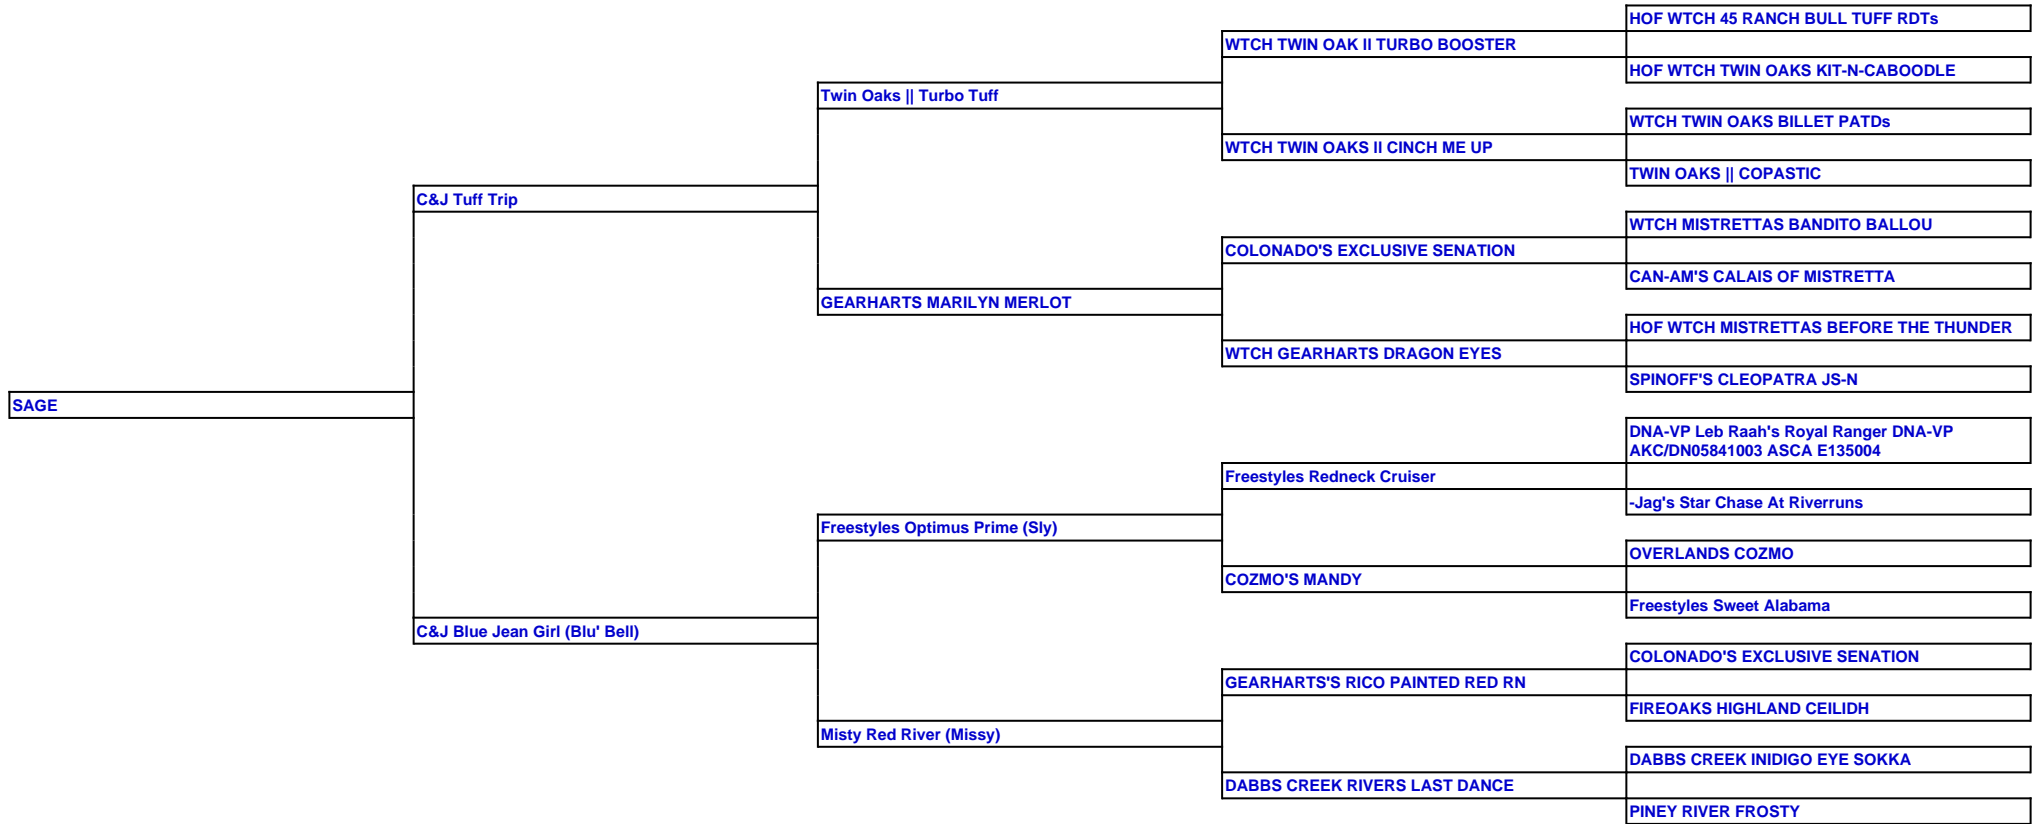 HOF WTCH 45 RANCH BULL TUFF RDTs
WTCH TWIN OAK II TURBO BOOSTER
HOF WTCH TWIN OAKS KIT-N-CABOODLE
Twin Oaks || Turbo Tuff
WTCH TWIN OAKS BILLET PATDs
WTCH TWIN OAKS II CINCH ME UP
TWIN OAKS || COPASTIC
C&J Tuff Trip
WTCH MISTRETTAS BANDITO BALLOU
COLONADO'S EXCLUSIVE SENATION
CAN-AM'S CALAIS OF MISTRETTA
GEARHARTS MARILYN MERLOT
HOF WTCH MISTRETTAS BEFORE THE THUNDER
WTCH GEARHARTS DRAGON EYES
SPINOFF'S CLEOPATRA JS-N
SAGE
DNA-VP Leb Raah's Royal Ranger DNA-VP
AKC/DN05841003 ASCA E135004
Freestyles Redneck Cruiser
-Jag's Star Chase At Riverruns
Freestyles Optimus Prime (Sly)
OVERLANDS COZMO
COZMO'S MANDY
Freestyles Sweet Alabama
C&J Blue Jean Girl (Blu' Bell)
COLONADO'S EXCLUSIVE SENATION
GEARHARTS'S RICO PAINTED RED RN
FIREOAKS HIGHLAND CEILIDH
Misty Red River (Missy)
DABBS CREEK INIDIGO EYE SOKKA
DABBS CREEK RIVERS LAST DANCE
PINEY RIVER FROSTY